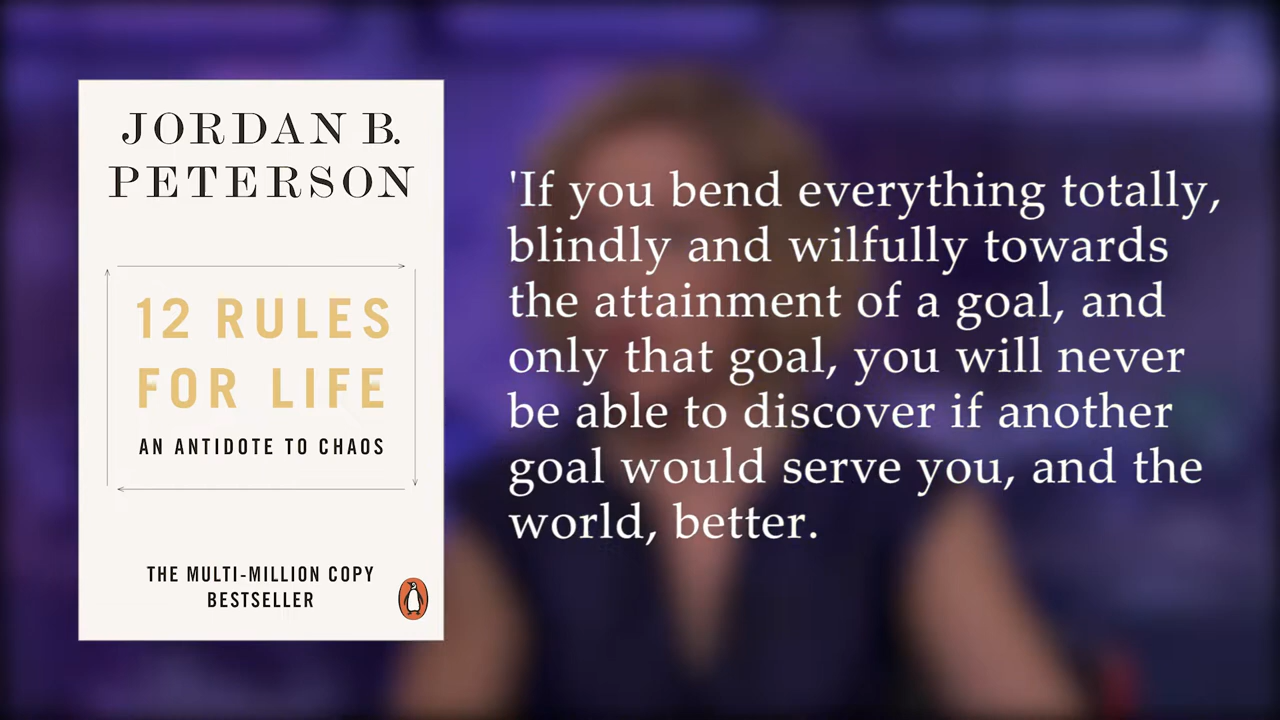 JORDAN B.
PETERSON
12 RULES
FOR LIFE
AN ANTIDOTE TO CHAOS
THE MULTI-MILLION COPY
BESTSELLER
'If you bend everything totally,
blindly and wilfully towards
the attainment of a goal, and
only that goal, you will never
be able to discover if another
goal would serve you, and the
world, better.